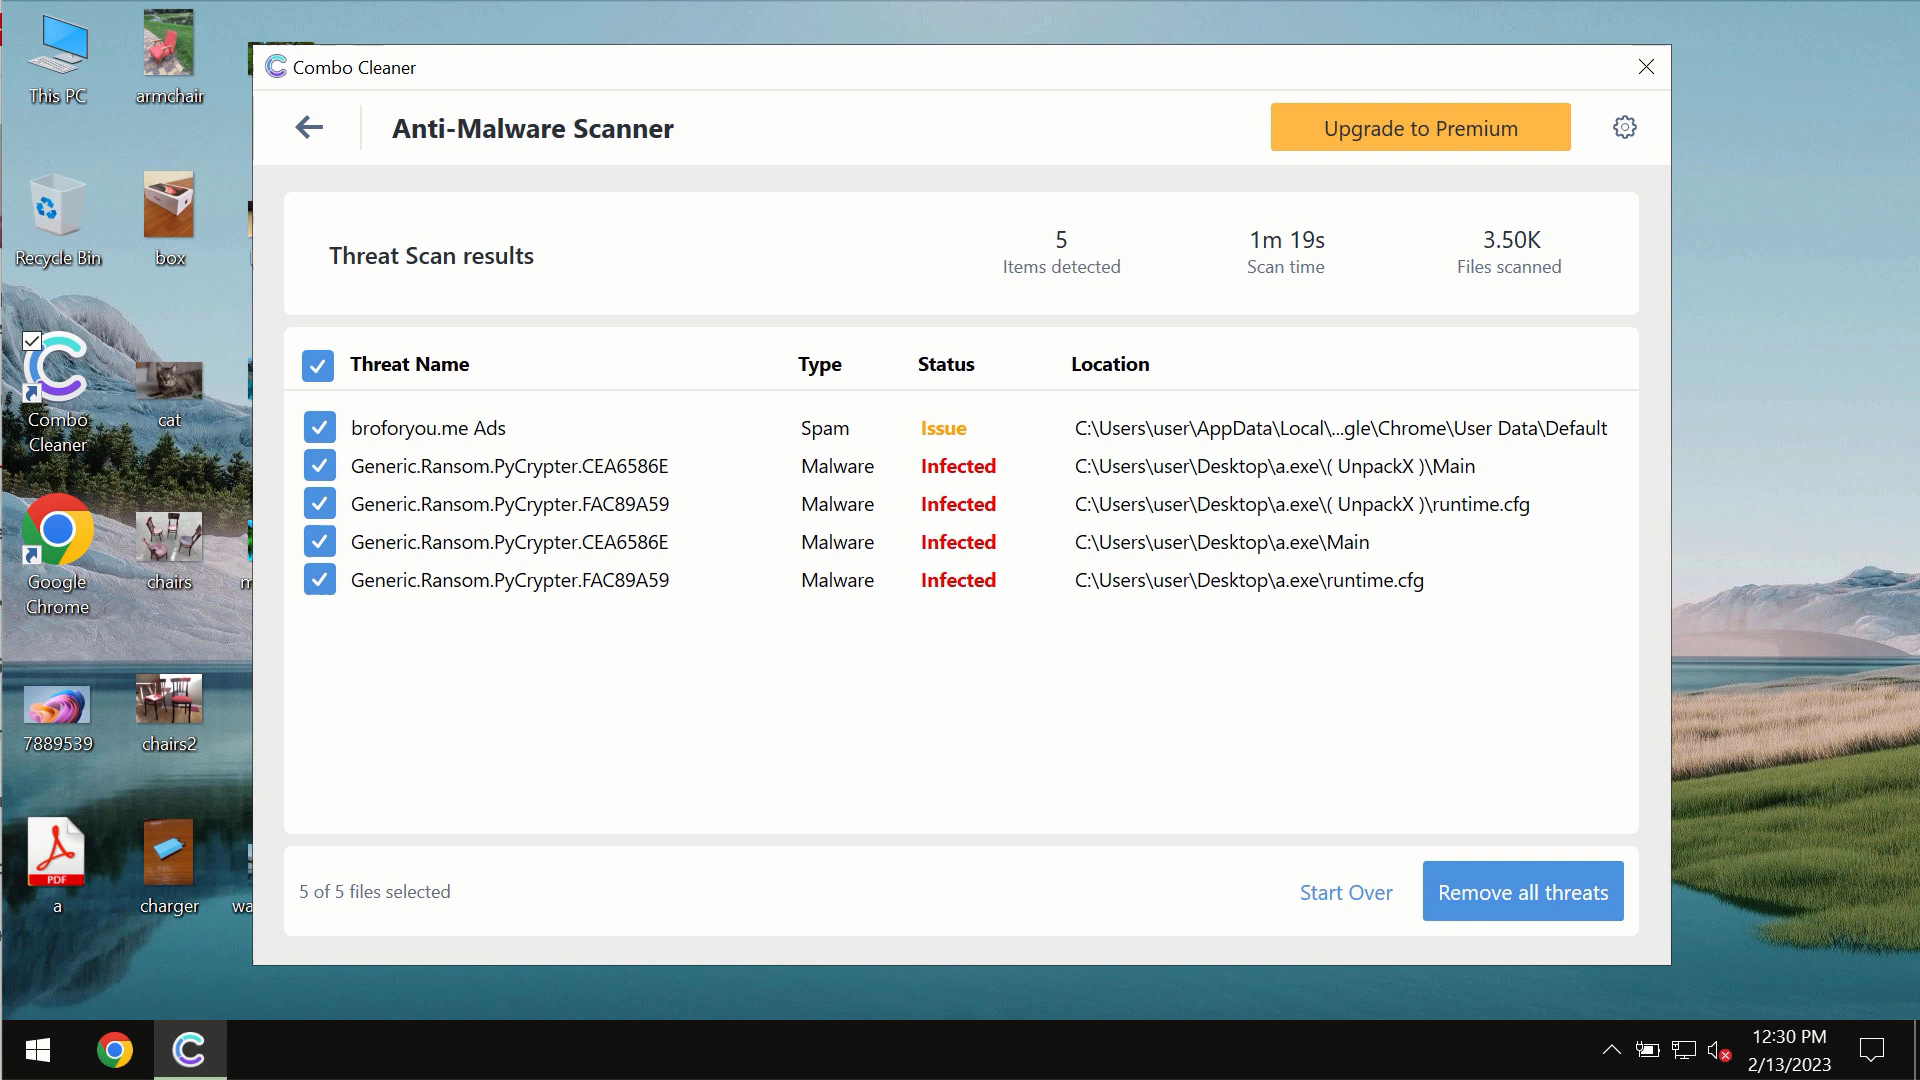 This PC
armchair
Recycle Bin
box
Combo
Cleaner
cat
Google
Chrome
chairs
m
7889539
chairs2
PDF
a
charger
wa
Combo Cleaner
Anti-Malware Scanner
Upgrade to Premium
Threat Scan results
5
Items detected
1m 19s
Scan time
3.50K
Files scanned
Threat Name Type Status Location
broforyou.me Ads Spam Issue C:\Users\user\AppData\Local\...gle\Chrome\User Data\Default
Generic.Ransom.PyCrypter.CEA6586E Malware Infected C:\Users\user\Desktop\a.exe\( UnpackX )\Main
Generic.Ransom.PyCrypter.FAC89A59 Malware Infected C:\Users\user\Desktop\a.exe\( UnpackX )\runtime.cfg
Generic.Ransom.PyCrypter.CEA6586E Malware Infected C:\Users\user\Desktop\a.exe\Main
Generic.Ransom.PyCrypter.FAC89A59 Malware Infected C:\Users\user\Desktop\a.exe\runtime.cfg
5 of 5 files selected
Start Over
Remove all threats
12:30 PM
2/13/2023